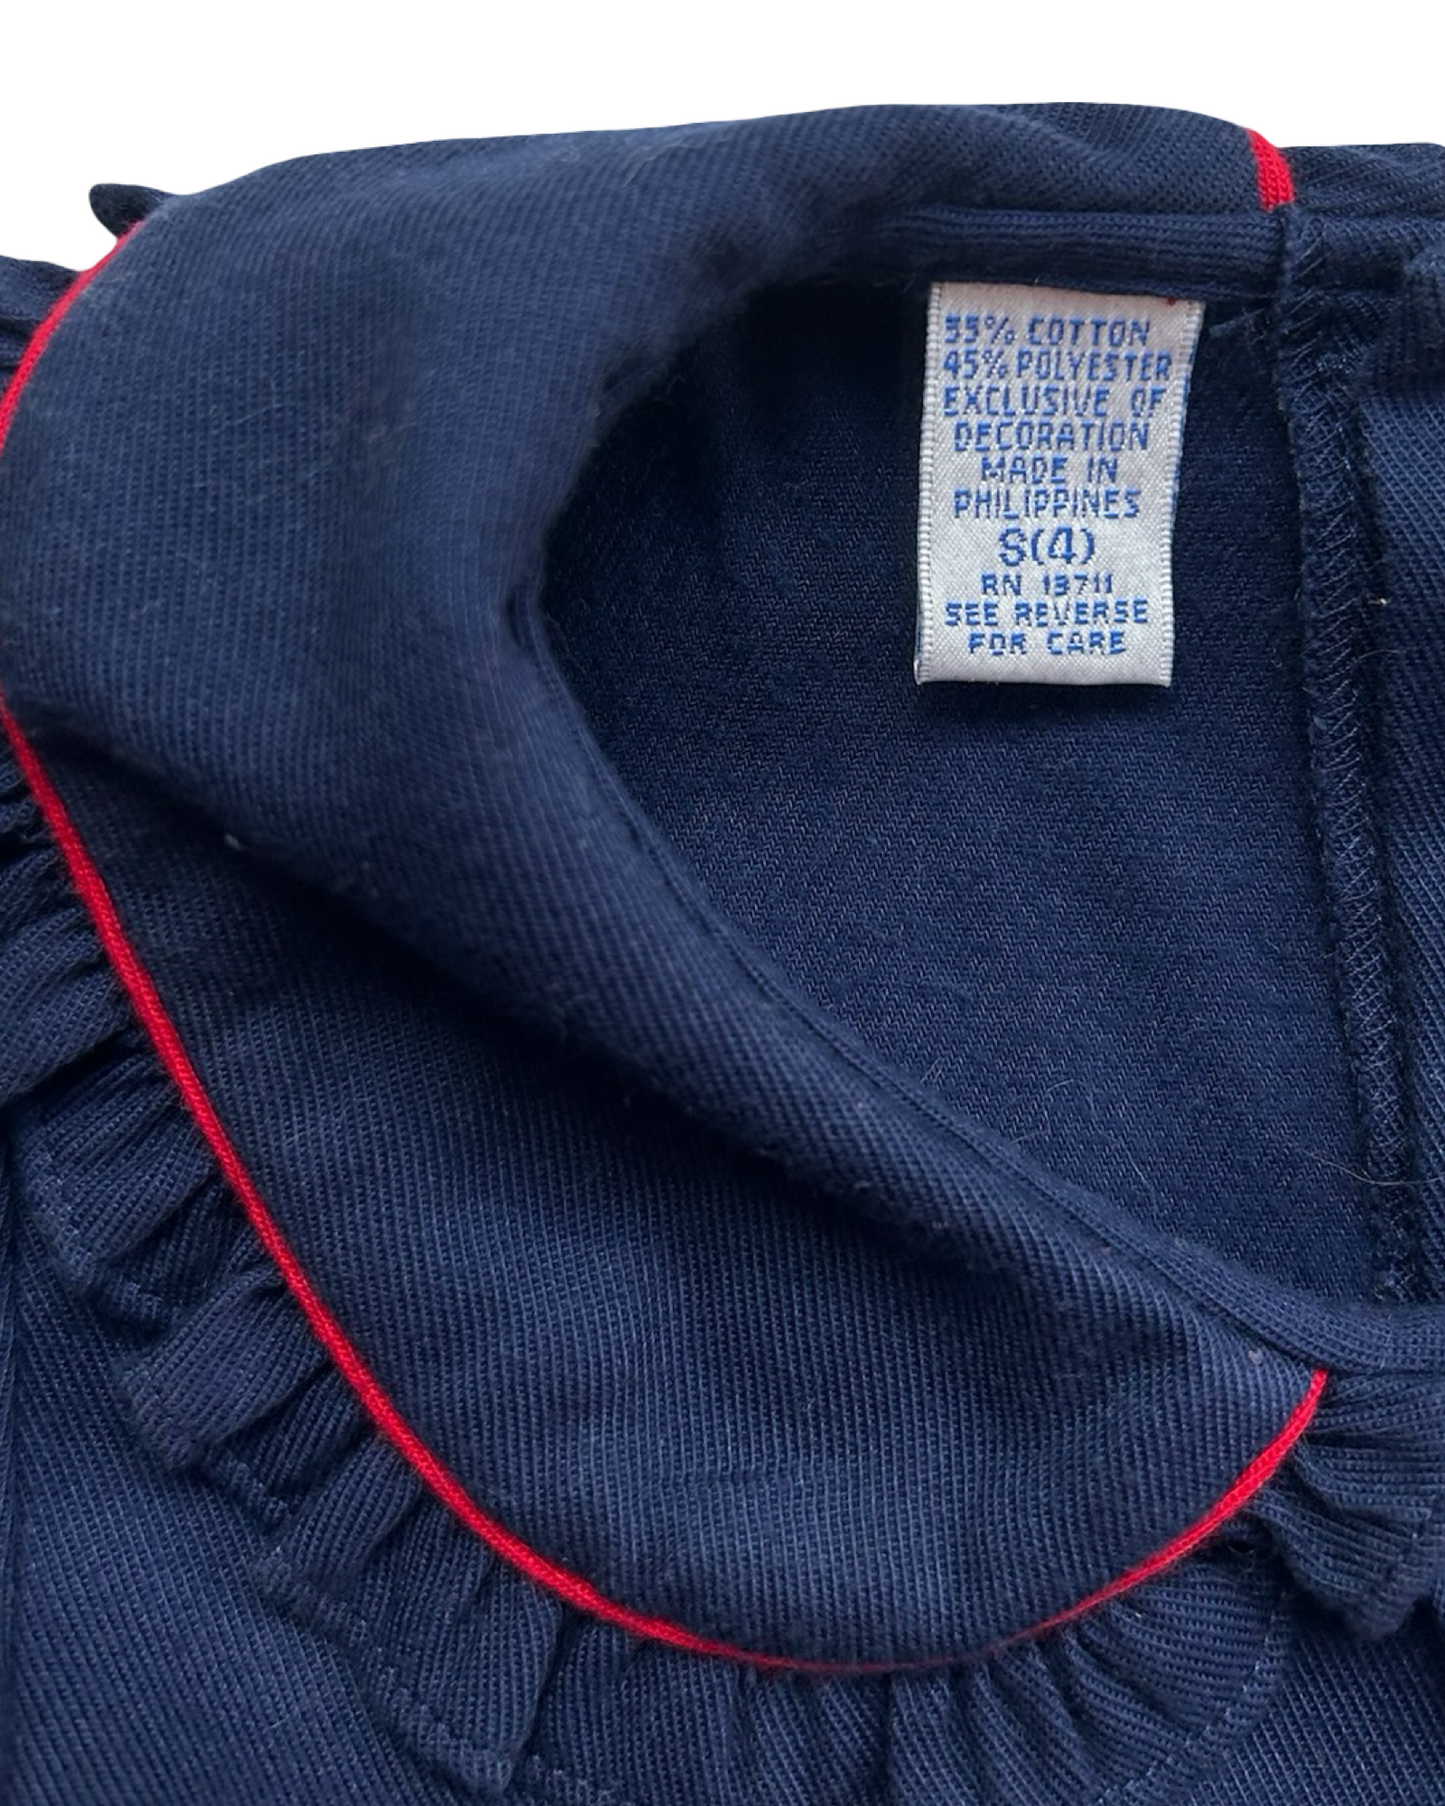 55% COTTON
45% POLYESTER
EXCLUSIVE OF
DECORATION
MADE IN
PHILIPPINES
S(4)
RN 13711
SEE REVERSE
FOR CARE